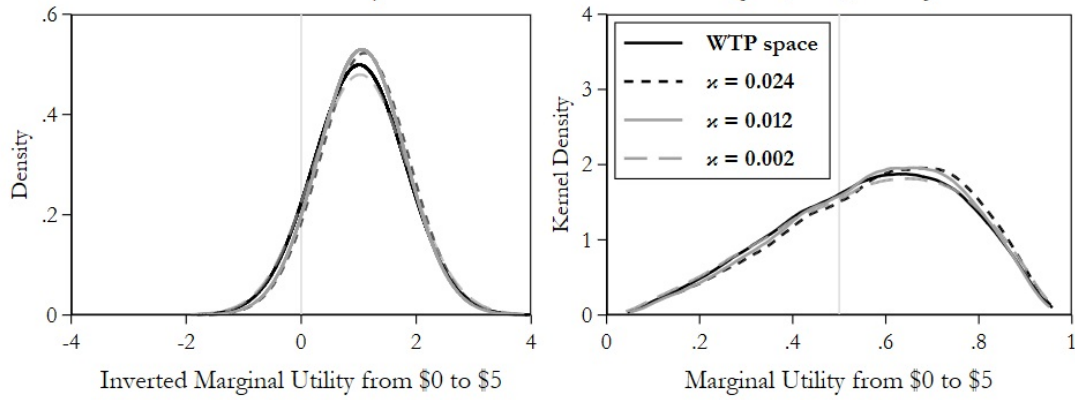 Density
.6
.4
.2
0
-4
-2
0
2
4
Inverted Marginal Utility from $0 to $5
Kernel Density
4
3
2
1
0
0
.2
.4
.6
.8
1
Marginal Utility from $0 to $5
WTP space
ϰ = 0.024
ϰ = 0.012
ϰ = 0.002